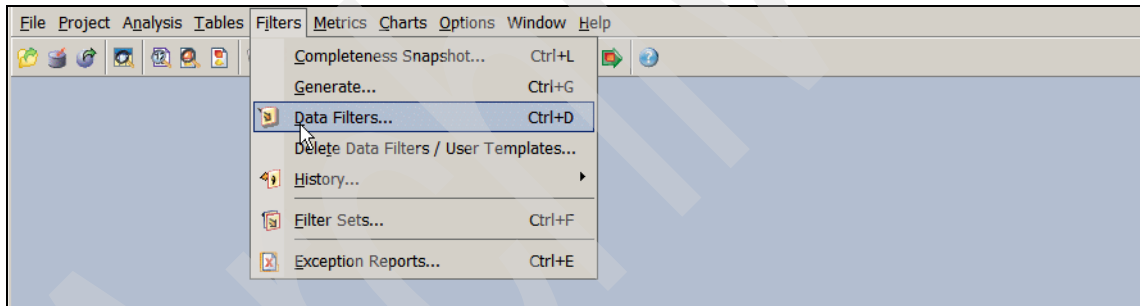 File Project Analysis Tables Filters Metrics Charts Options Window Help
Completeness Snapshot... Ctrl+L
Generate... Ctrl+G
Data Filters... Ctrl+D
Delete Data Filters / User Templates...
History...
Filter Sets... Ctrl+F
Exception Reports... Ctrl+E